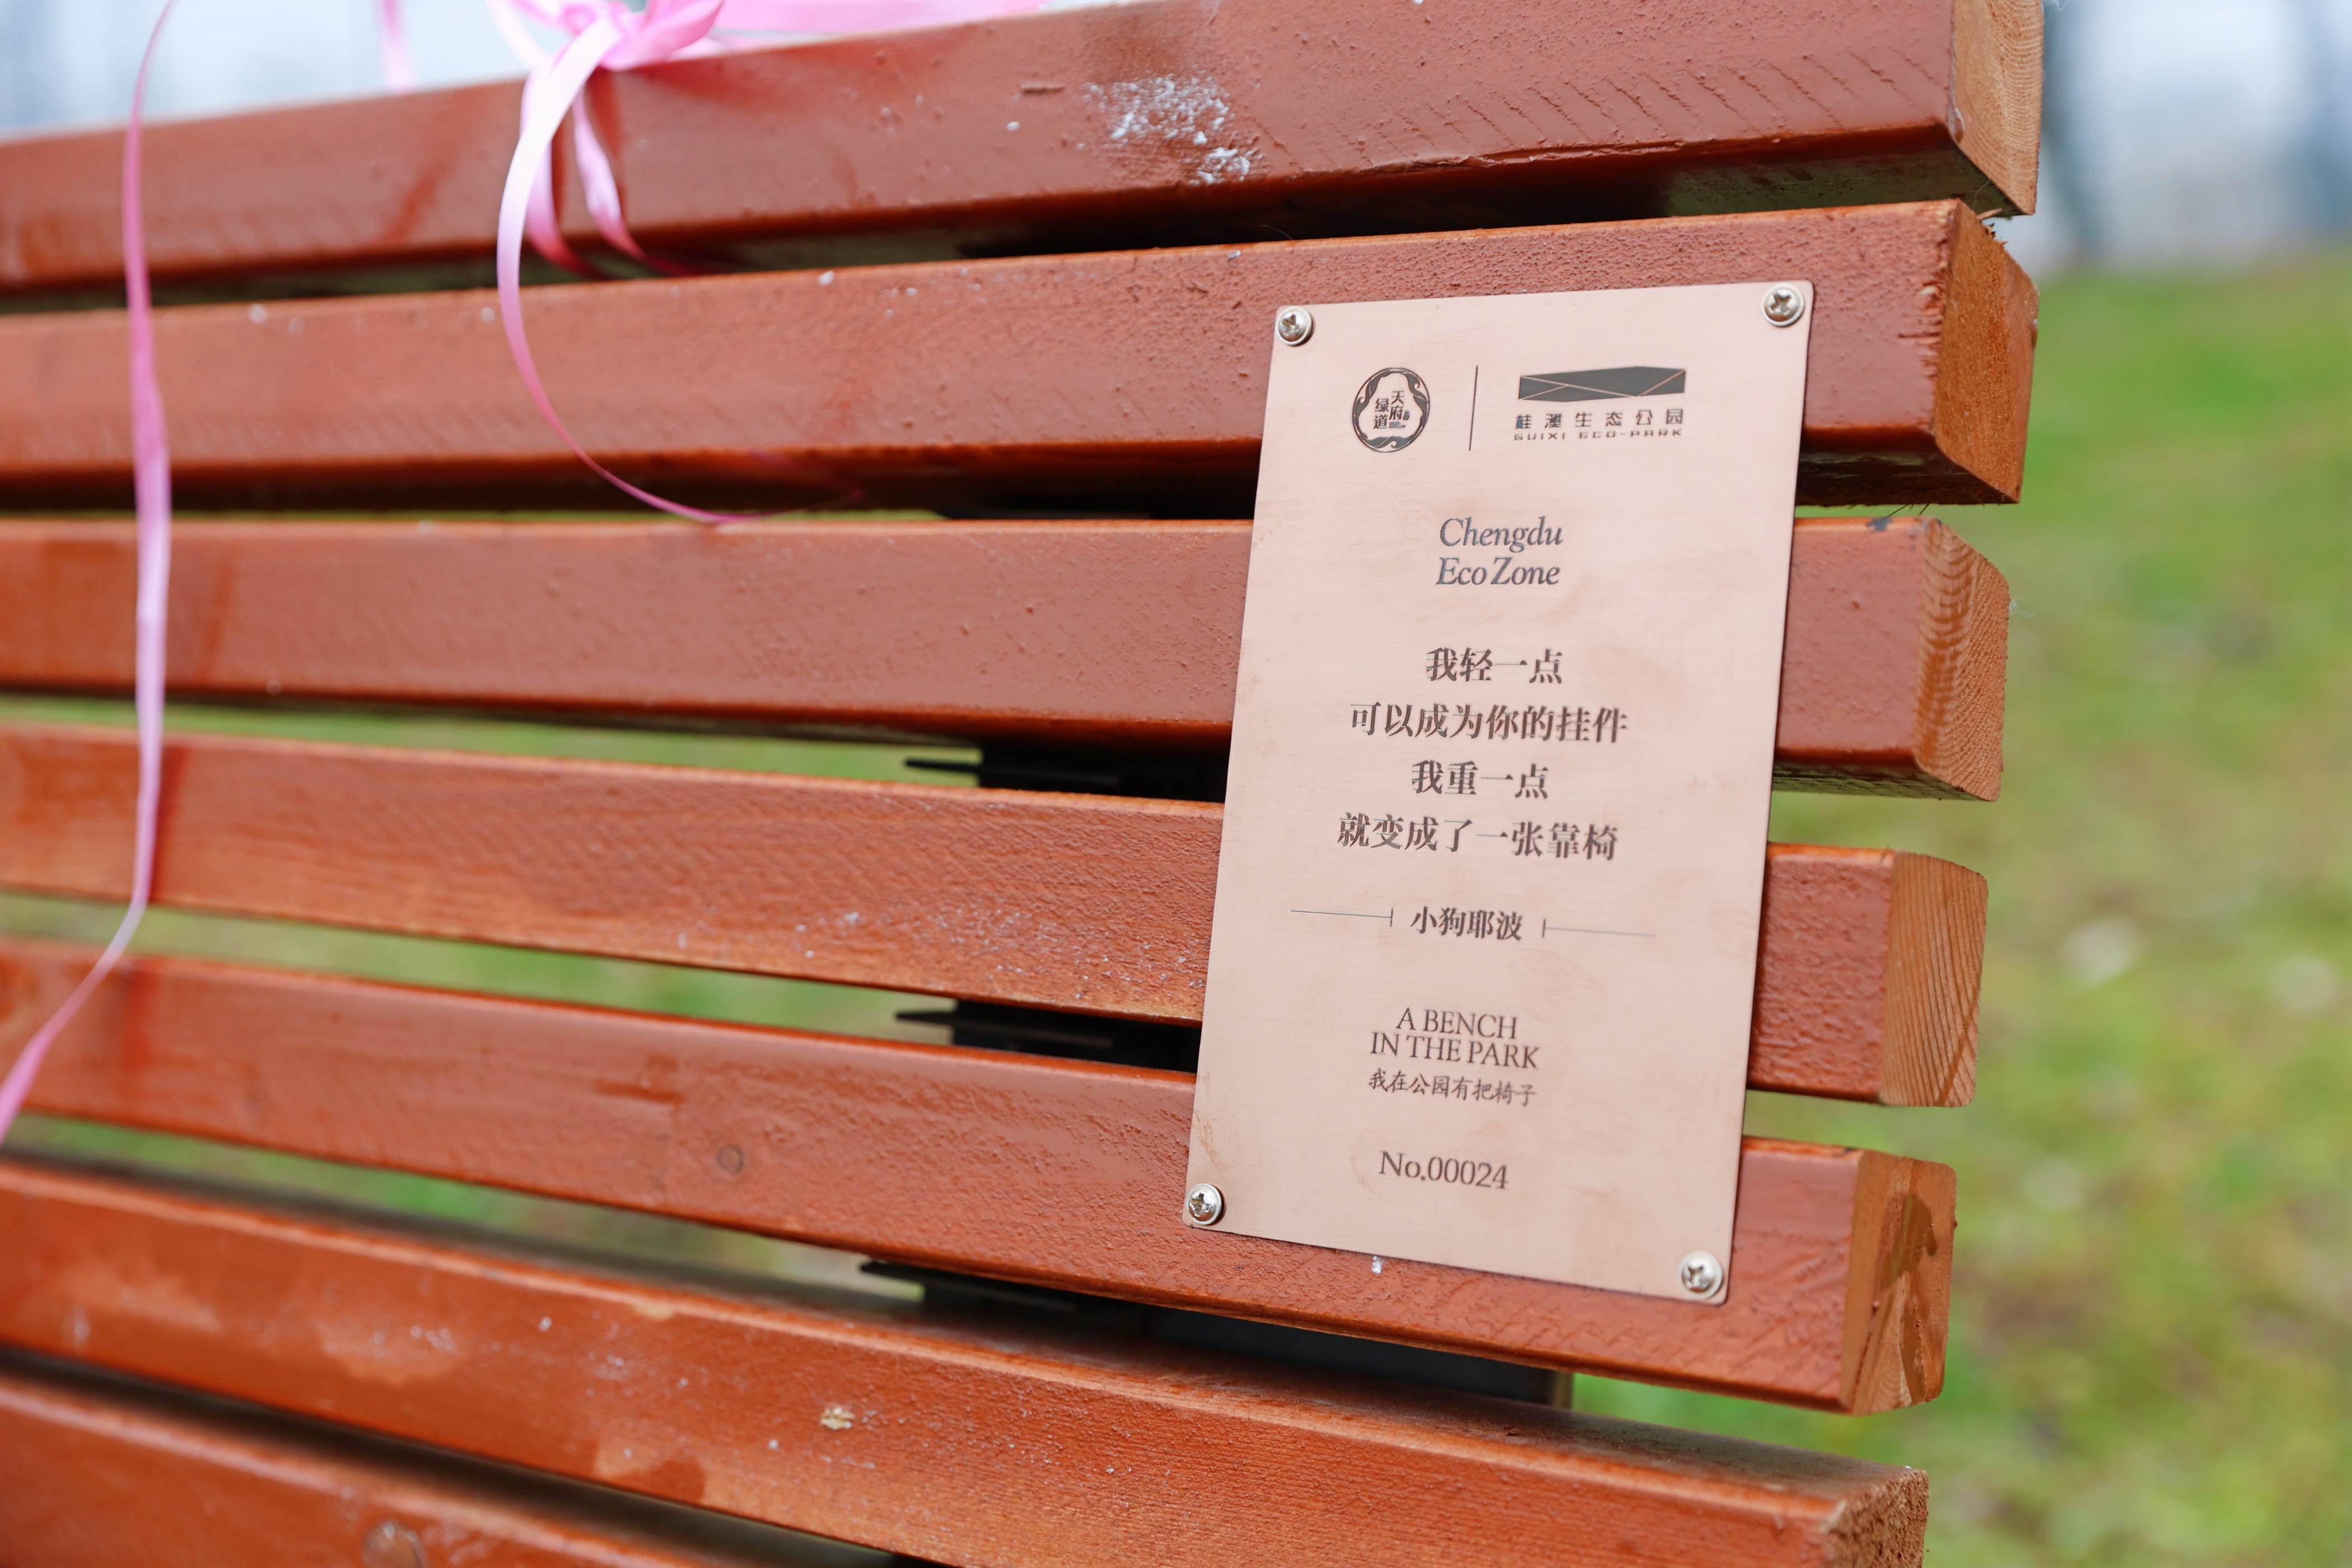 天府
绿道
桂溪生态公园
GUIXI ECO-PARK
Chengdu
Eco Zone
我轻一点
可以成为你的挂件
我重一点
就变成了一张靠椅
小狗耶波
A BENCH
IN THE PARK
我在公园有把椅子
No.00024